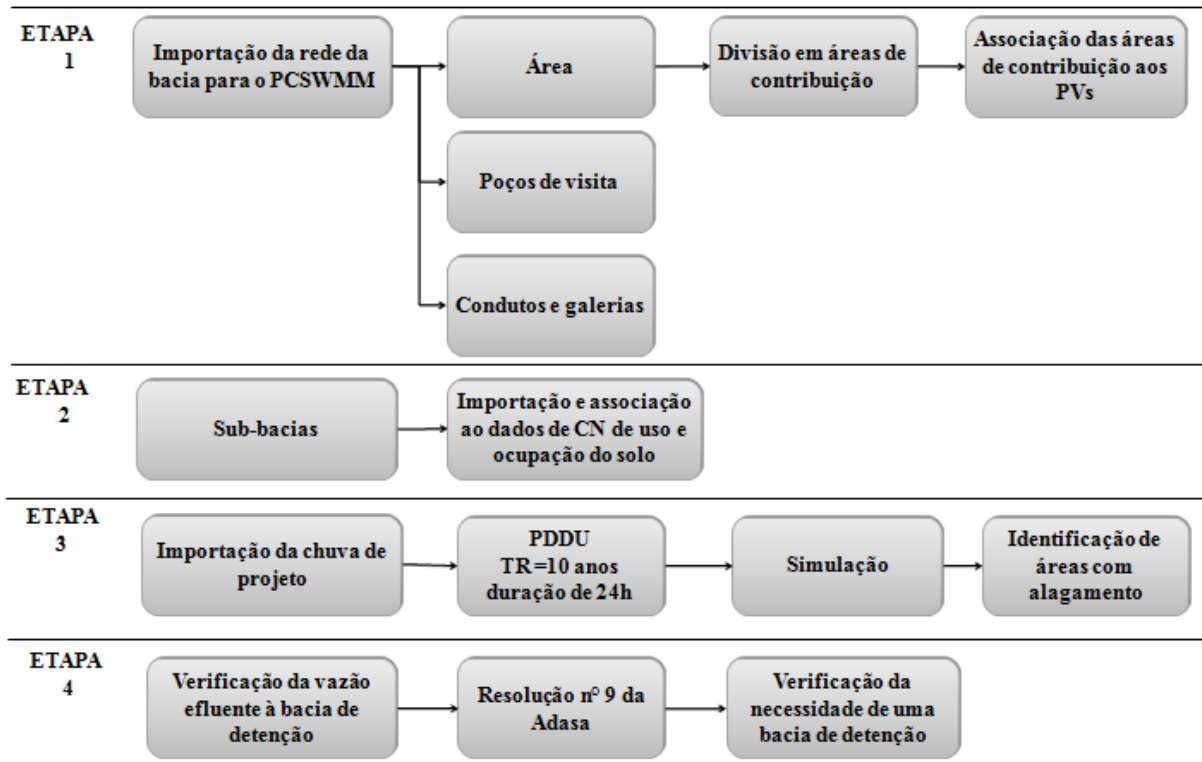 ETAPA
1
Importação da rede da
bacia para o PCSWMM
Área
Divisão em áreas de
contribuição
Associação das áreas
de contribuição aos
PVs
Poços de visita
Condutos e galerias
ETAPA
2
Sub-bacias
Importação e associação
ao dados de CN de uso e
ocupação do solo
ETAPA
3
Importação da chuva de
projeto
PDDU
TR=10 anos
duração de 24h
Simulação
Identificação de
áreas com
alagamento
ETAPA
4
Verificação da vazão
efluente à bacia de
detenção
Resolução nº 9 da
Adasa
Verificação da
necessidade de uma
bacia de detenção